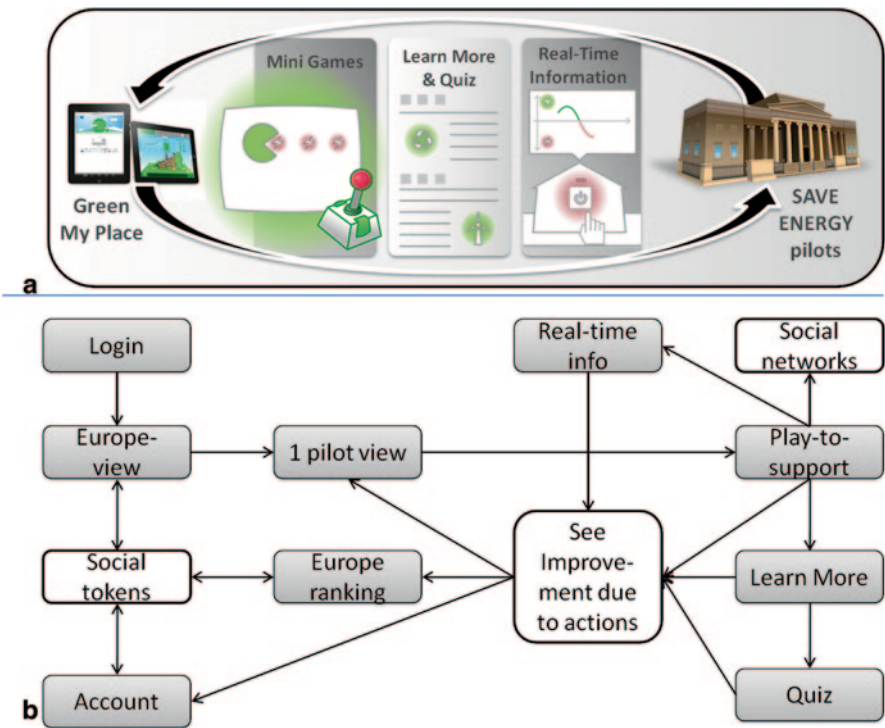 Mini Games
Learn More
& Quiz
Real-Time
Information
Green
My Place
SAVE
ENERGY
pilots
a
Login
Real-time
info
Social
networks
Europe-
view
1 pilot view
Play-to-
support
Social
tokens
Europe
ranking
See
Improve-
ment due
to actions
Learn More
Account
Quiz
b